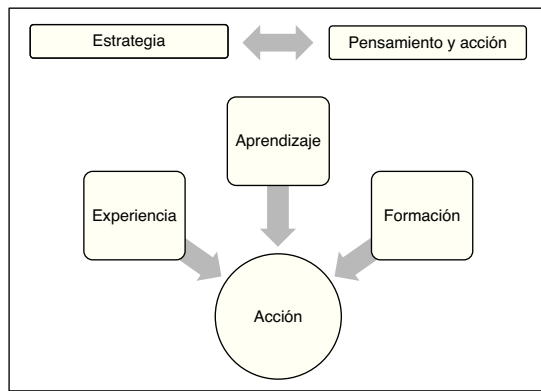 Estrategia
Pensamiento y acción
Aprendizaje
Experiencia
Formación
Acción